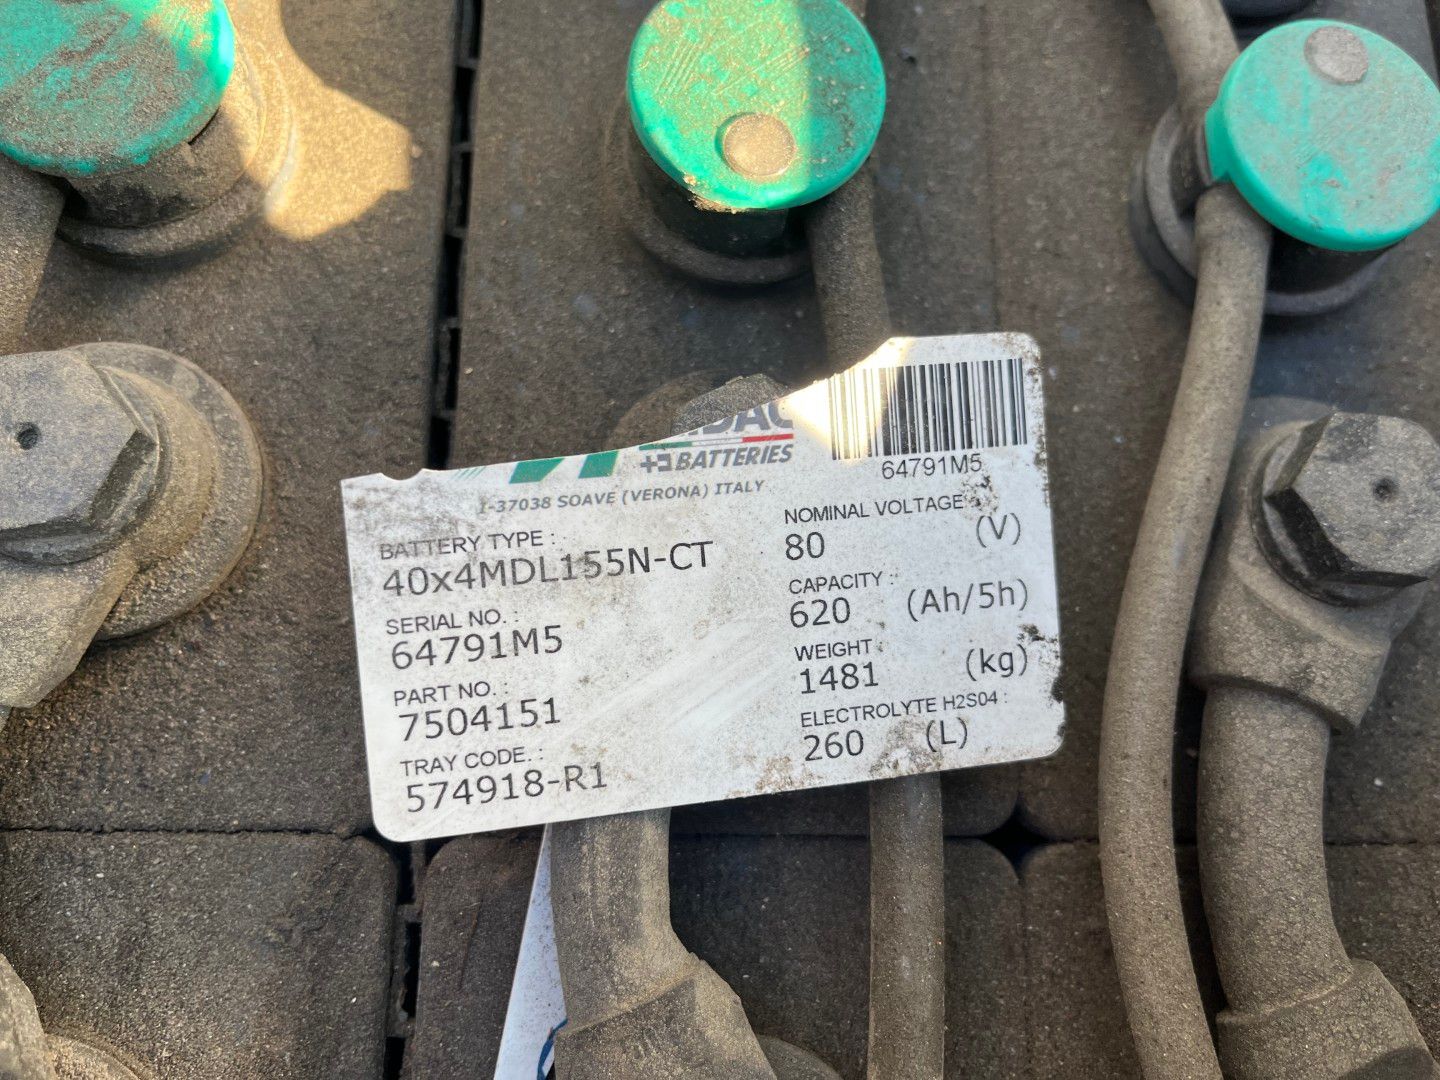 BATTERIES
I-37038 SOAVE (VERONA) ITALY
64791M5
BATTERY TYPE :
40x4MDL155N-CT
SERIAL NO. :
64791M5
PART NO. :
7504151
TRAY CODE. :
574918-R1
NOMINAL VOLTAGE :
80 (V)
CAPACITY :
620 (Ah/5h)
WEIGHT :
1481 (kg)
ELECTROLYTE H2SO4 :
260 (L)